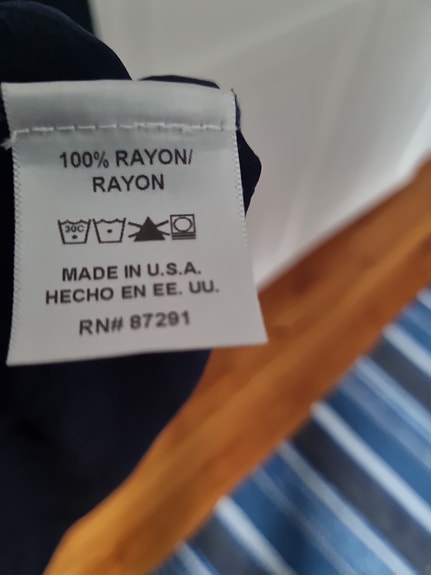 100% RAYON/
RAYON
30C
MADE IN U.S.A.
HECHO EN EE. UU.
RN# 87291